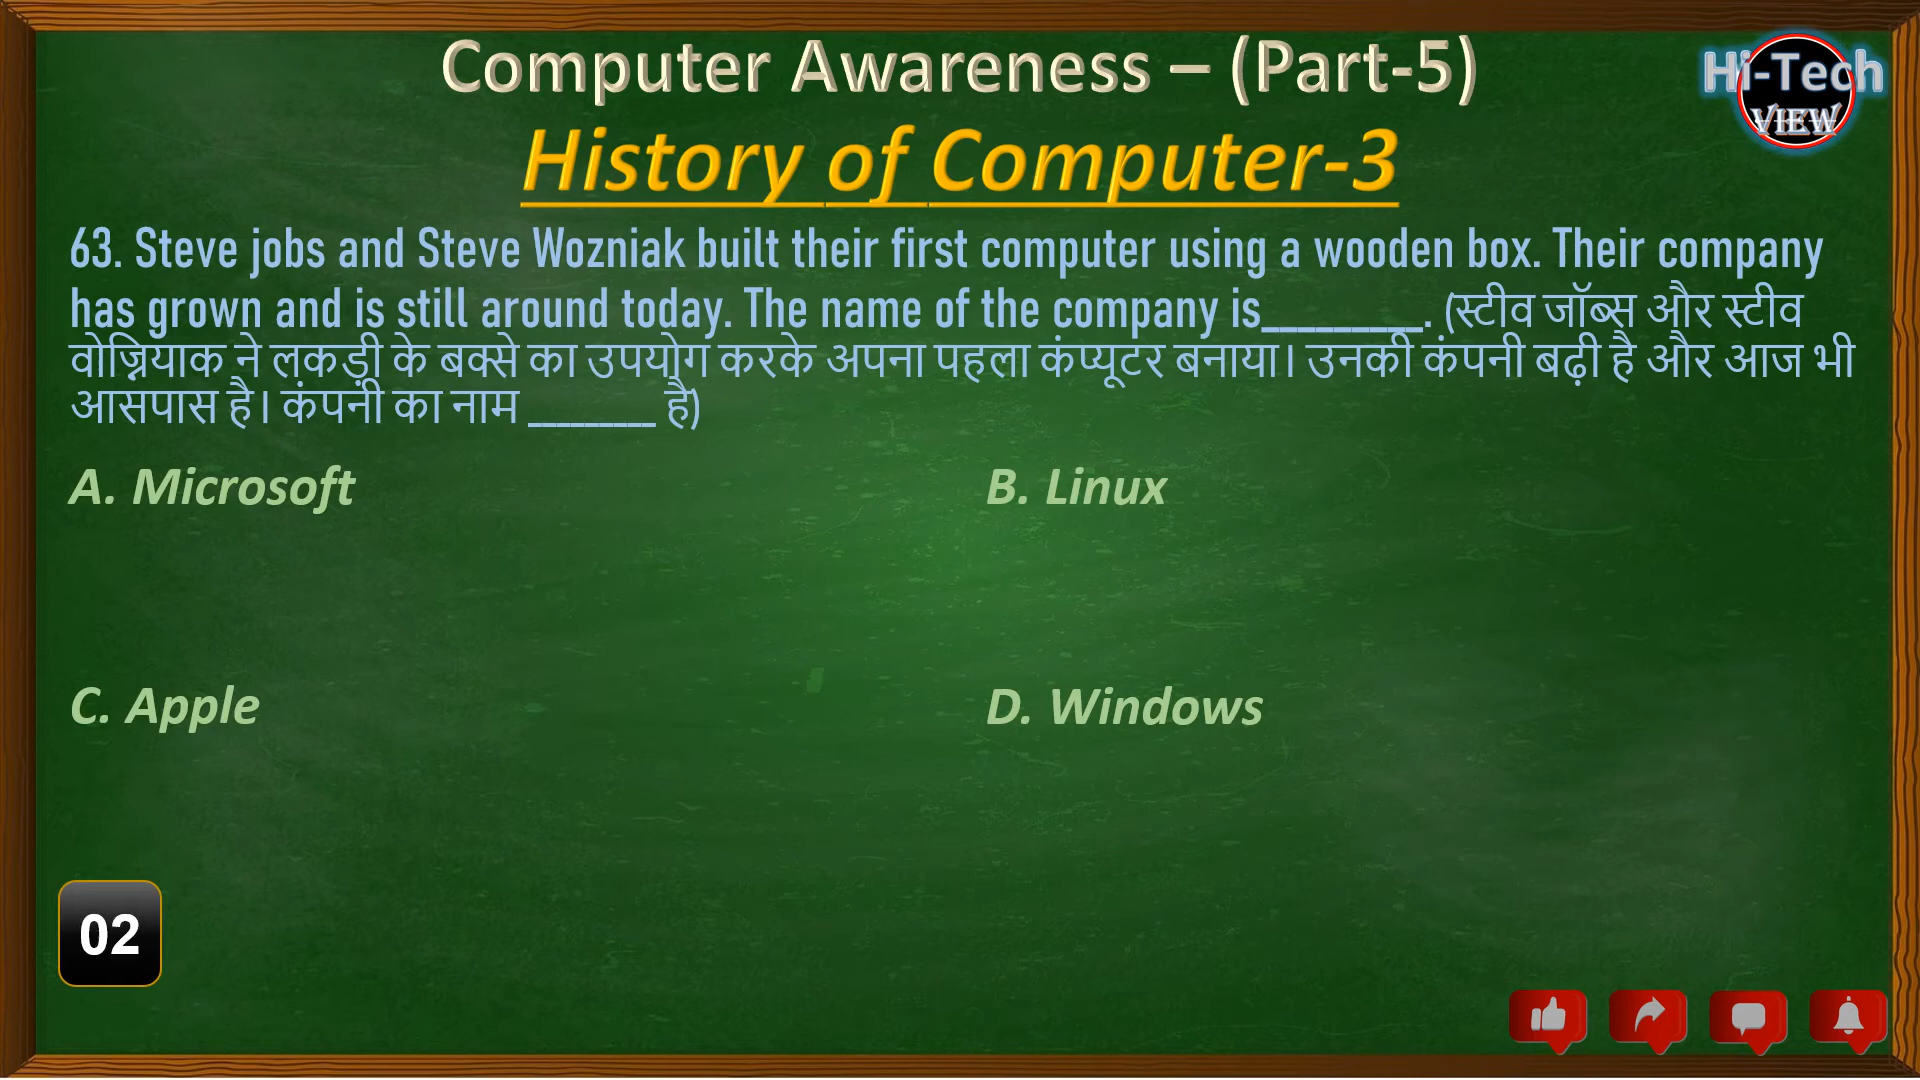 Computer Awareness – (Part-5)
Hi-Tech
VIEW
History of Computer-3
63. Steve jobs and Steve Wozniak built their first computer using a wooden box. Their company
has grown and is still around today. The name of the company is_________. (स्टीव जॉब्स और स्टीव
वोज्नियाक ने लकड़ी के बक्से का उपयोग करके अपना पहला कंप्यूटर बनाया। उनकी कंपनी बढ़ी है और आज भी
आसपास है। कंपनी का नाम ________ है)
A. Microsoft
B. Linux
C. Apple
D. Windows
02